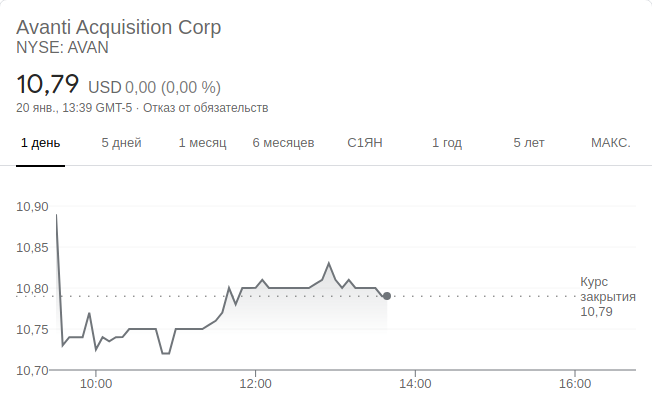 Avanti Acquisition Corp
NYSE: AVAN
10,79 USD 0,00 (0,00 %)
20 янв., 13:39 GMT-5 · Отказ от обязательств
1 день 5 дней 1 месяц 6 месяцев С1ЯН 1 год 5 лет МАКС.
10,90
10,85
10,80
Курс
закрытия
10,79
10,75
10,70
10:00 12:00 14:00 16:00